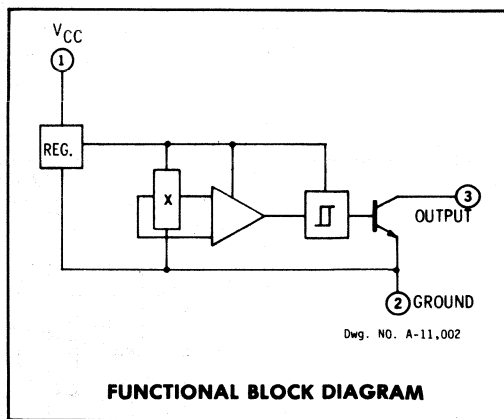 VCC
1
REG.
X
3
OUTPUT
2 GROUND
Dwg. NO. A-11,002
FUNCTIONAL BLOCK DIAGRAM